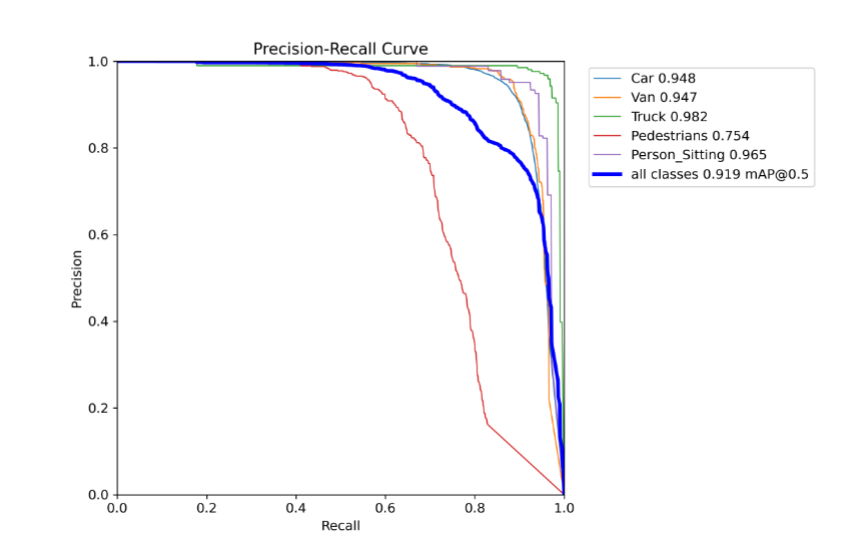 Precision-Recall Curve
1.0
0.8
0.6
0.4
0.2
0.0
Precision
0.0 0.2 0.4 0.6 0.8 1.0
Recall
Car 0.948
Van 0.947
Truck 0.982
Pedestrians 0.754
Person_Sitting 0.965
all classes 0.919 mAP@0.5